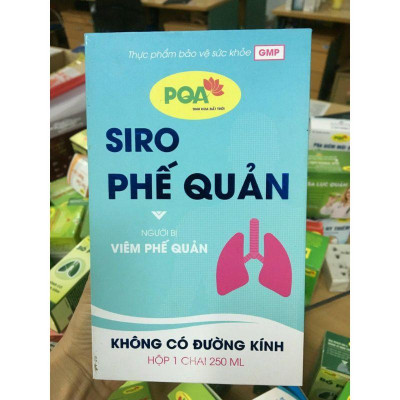 Thực phẩm bảo vệ sức khỏe GMP
PQA
SIRO
PHẾ QUẢN
NGƯỜI BỊ
VIÊM PHẾ QUẢN
KHÔNG CÓ ĐƯỜNG KÍNH
HỘP 1 CHAI 250 ML